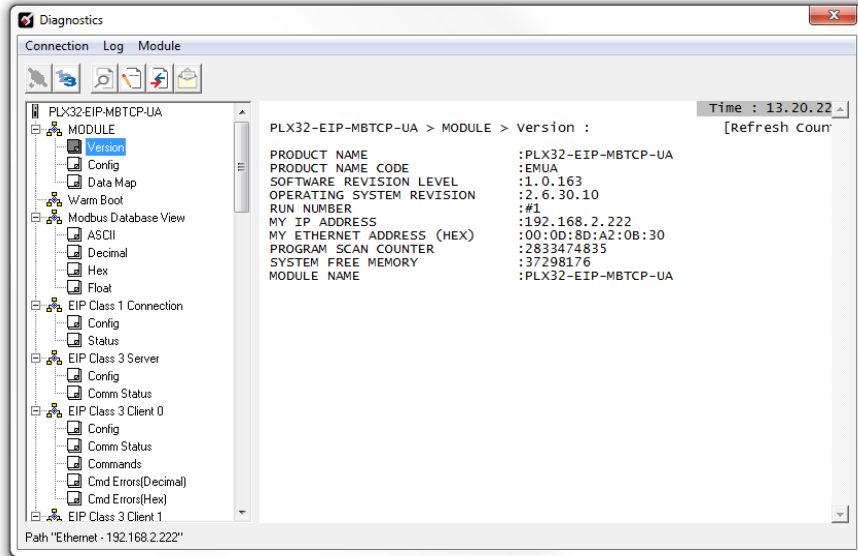 Diagnostics
Connection Log Module
PLX32-EIP-MBTCP-UA
MODULE
Version
Config
Data Map
Warm Boot
Modbus Database View
ASCII
Decimal
Hex
Float
EIP Class 1 Connection
Config
Status
EIP Class 3 Server
Config
Comm Status
EIP Class 3 Client 0
Config
Comm Status
Commands
Cmd Errors(Decimal)
Cmd Errors(Hex)
EIP Class 3 Client 1
Time : 13.20.22
PLX32-EIP-MBTCP-UA > MODULE > Version : [Refresh Coun
PRODUCT NAME :PLX32-EIP-MBTCP-UA
PRODUCT NAME CODE :EMUA
SOFTWARE REVISION LEVEL :1.0.163
OPERATING SYSTEM REVISION :2.6.30.10
RUN NUMBER :#1
MY IP ADDRESS :192.168.2.222
MY ETHERNET ADDRESS (HEX) :00:0D:8D:A2:0B:30
PROGRAM SCAN COUNTER :2833474835
SYSTEM FREE MEMORY :37298176
MODULE NAME :PLX32-EIP-MBTCP-UA
Path "Ethernet - 192.168.2.222"